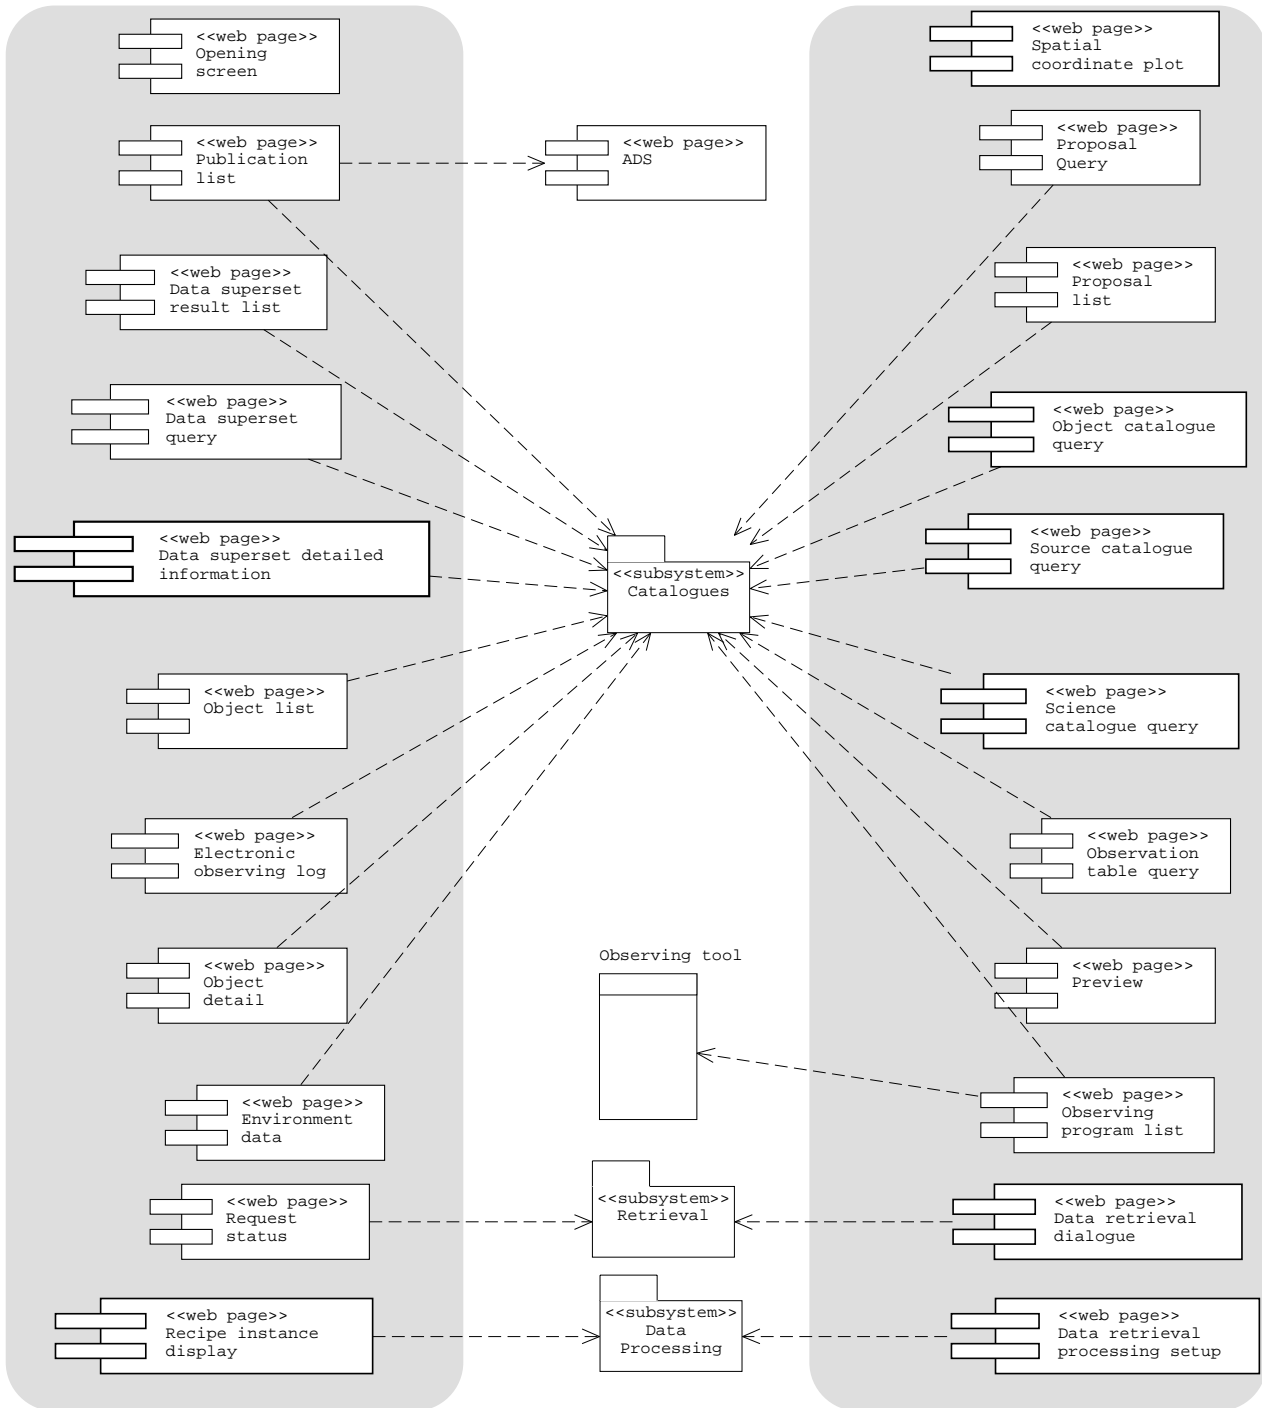 <<web page>>
Opening
screen
<<web page>>
Publication
list
<<web page>>
Data superset
result list
<<web page>>
Data superset
query
<<web page>>
Data superset detailed
information
<<web page>>
Object list
<<web page>>
Electronic
observing log
<<web page>>
Object
detail
<<web page>>
Environment
data
<<web page>>
Request
status
<<web page>>
Recipe instance
display
<<web page>>
ADS
<<subsystem>>
Catalogues
Observing tool
<<subsystem>>
Retrieval
<<subsystem>>
Data
Processing
<<web page>>
Spatial
coordinate plot
<<web page>>
Proposal
Query
<<web page>>
Proposal
list
<<web page>>
Object catalogue
query
<<web page>>
Source catalogue
query
<<web page>>
Science
catalogue query
<<web page>>
Observation
table query
<<web page>>
Preview
<<web page>>
Observing
program list
<<web page>>
Data retrieval
dialogue
<<web page>>
Data retrieval
processing setup